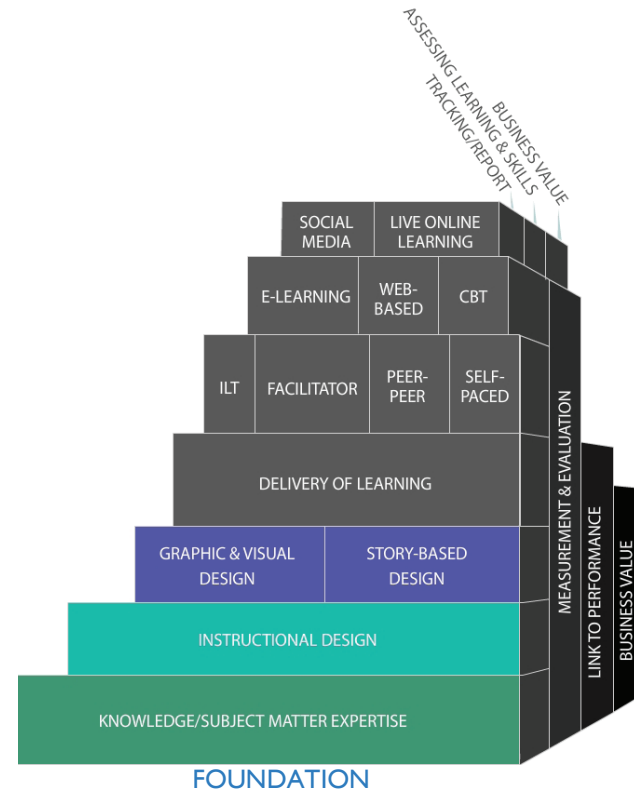 BUSINESS VALUE
ASSESSING LEARNING & SKILLS
TRACKING/REPORT
SOCIAL
MEDIA
LIVE ONLINE
LEARNING
E-LEARNING
WEB-
BASED
CBT
ILT
FACILITATOR
PEER-
PEER
SELF-
PACED
DELIVERY OF LEARNING
GRAPHIC & VISUAL
DESIGN
STORY-BASED
DESIGN
INSTRUCTIONAL DESIGN
KNOWLEDGE/SUBJECT MATTER EXPERTISE
MEASUREMENT & EVALUATION
LINK TO PERFORMANCE
BUSINESS VALUE
FOUNDATION